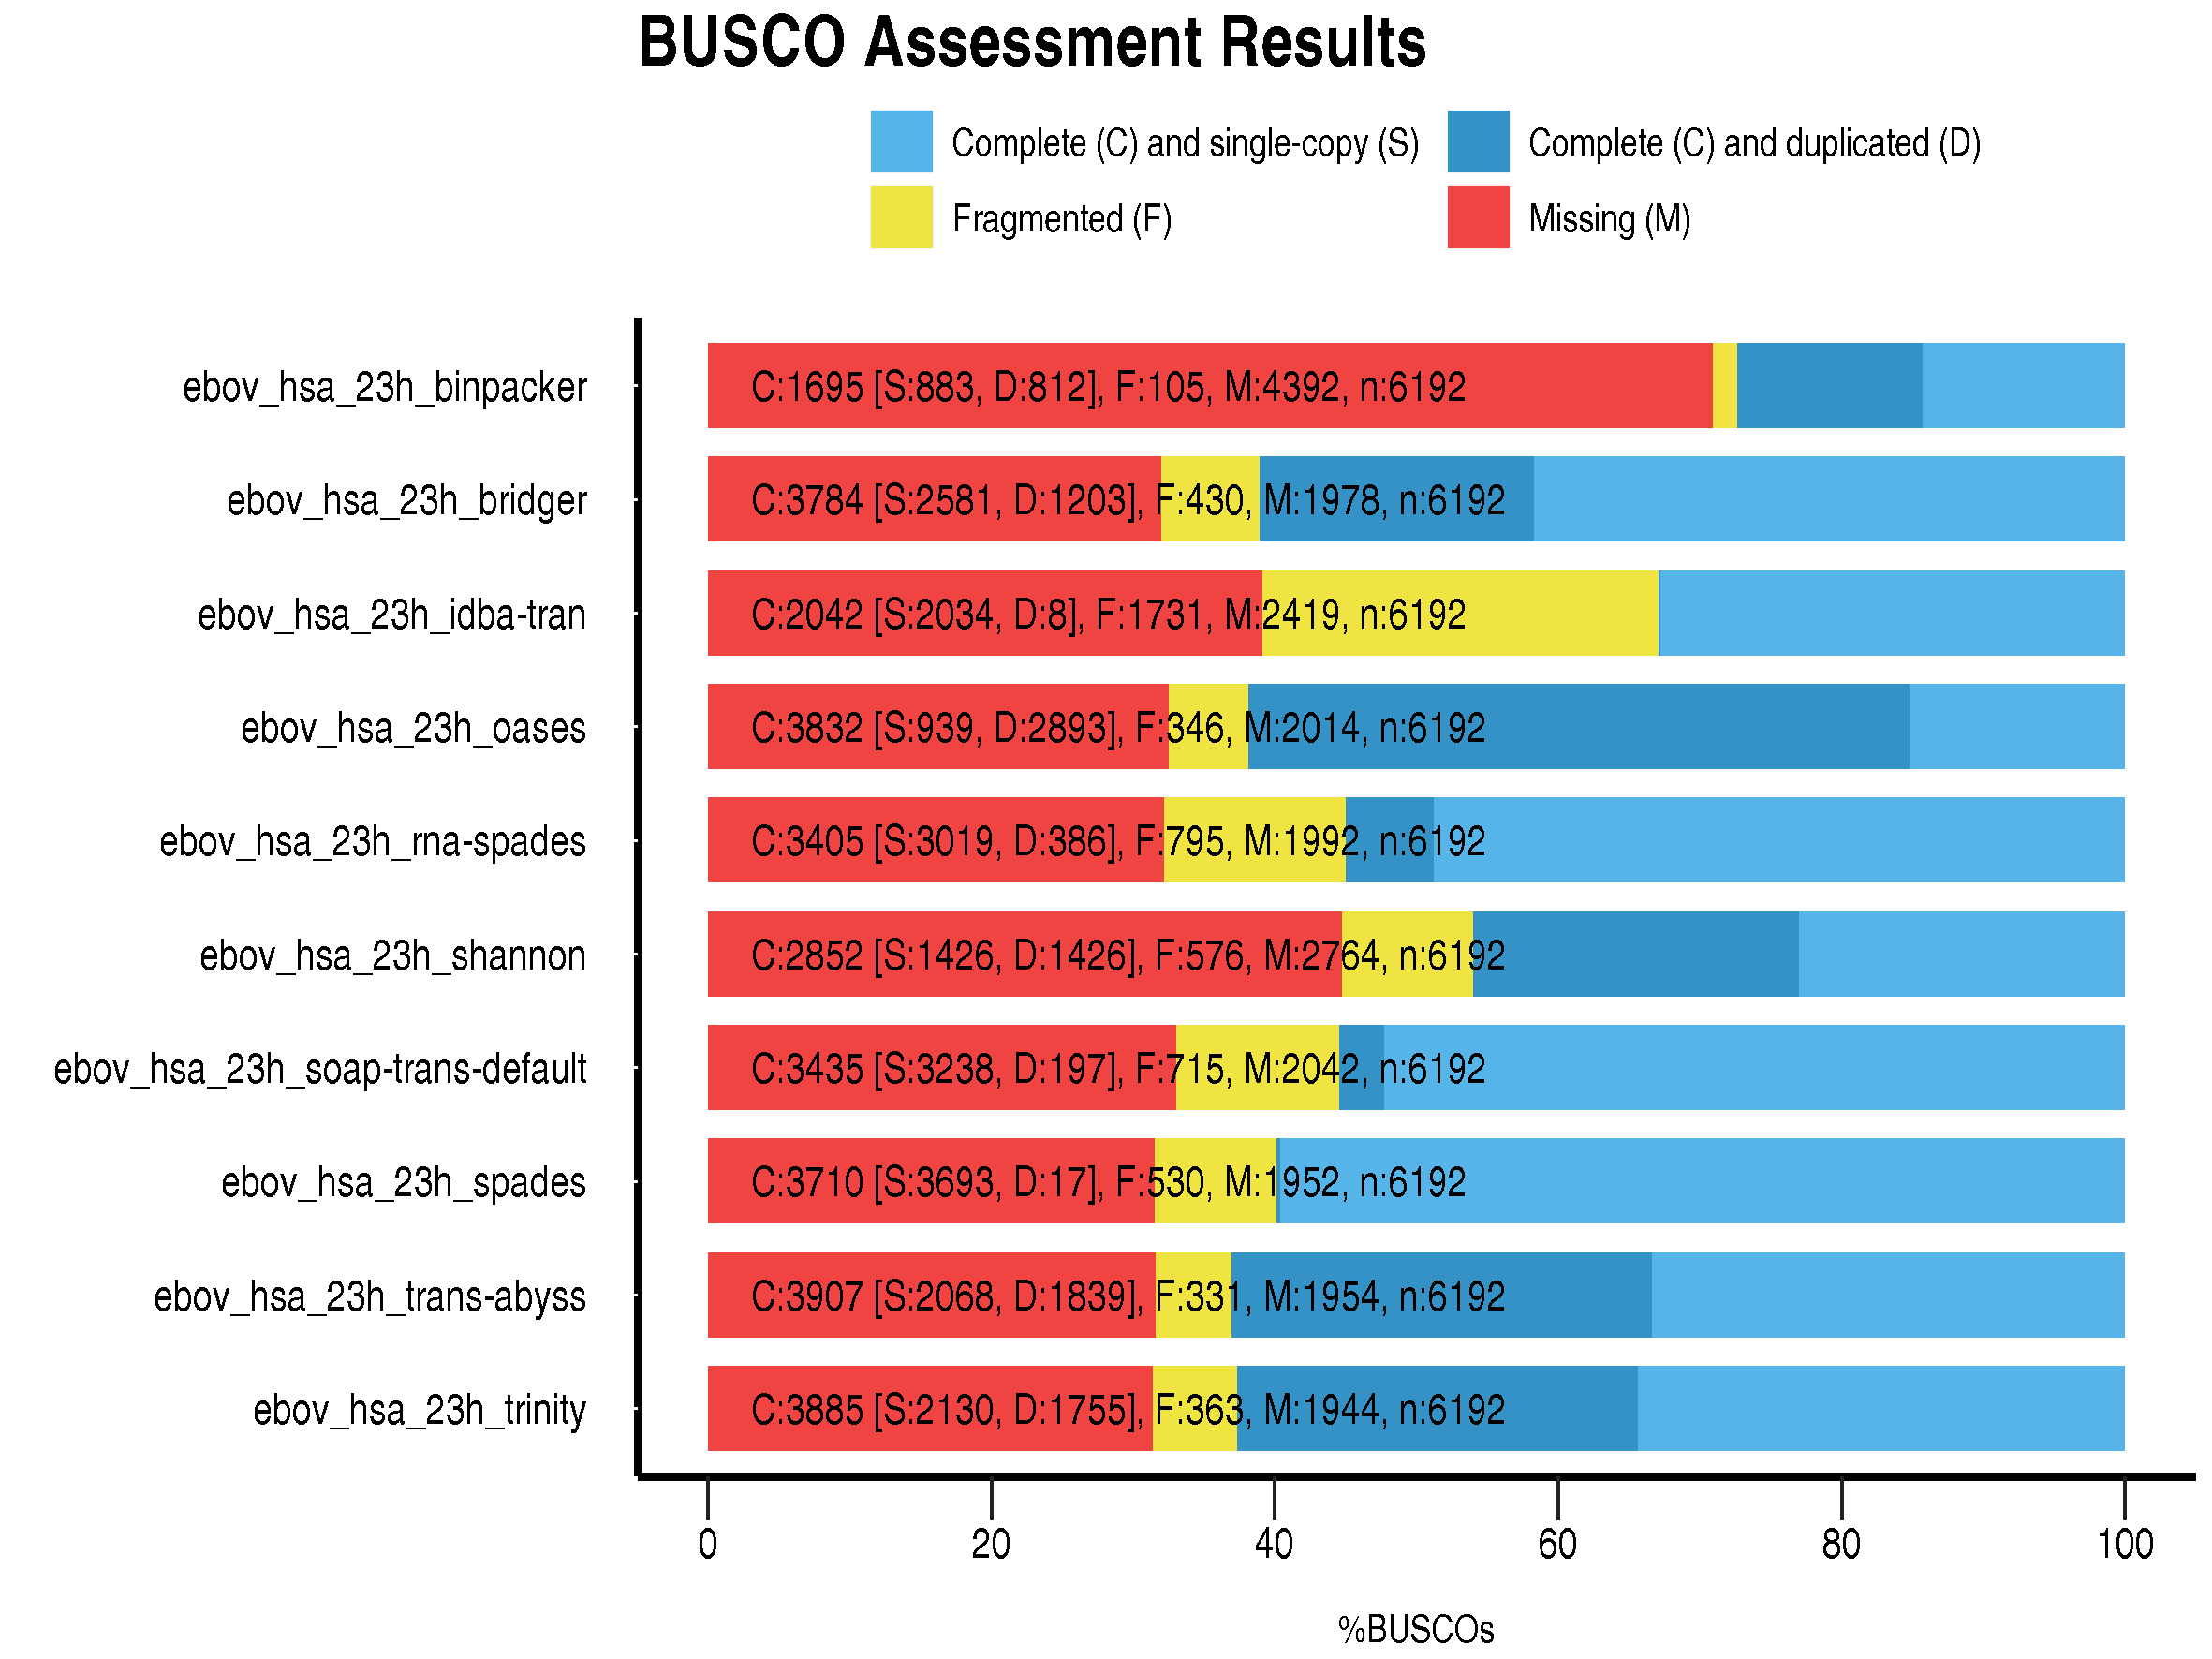 BUSCO Assessment Results
Complete (C) and single-copy (S) Complete (C) and duplicated (D)
Fragmented (F) Missing (M)
ebov_hsa_23h_binpacker C:1695 [S:883, D:812], F:105, M:4392, n:6192
ebov_hsa_23h_bridger C:3784 [S:2581, D:1203], F:430, M:1978, n:6192
ebov_hsa_23h_idba-tran C:2042 [S:2034, D:8], F:1731, M:2419, n:6192
ebov_hsa_23h_oases C:3832 [S:939, D:2893], F:346, M:2014, n:6192
ebov_hsa_23h_rna-spades C:3405 [S:3019, D:386], F:795, M:1992, n:6192
ebov_hsa_23h_shannon C:2852 [S:1426, D:1426], F:576, M:2764, n:6192
ebov_hsa_23h_soap-trans-default C:3435 [S:3238, D:197], F:715, M:2042, n:6192
ebov_hsa_23h_spades C:3710 [S:3693, D:17], F:530, M:1952, n:6192
ebov_hsa_23h_trans-abyss C:3907 [S:2068, D:1839], F:331, M:1954, n:6192
ebov_hsa_23h_trinity C:3885 [S:2130, D:1755], F:363, M:1944, n:6192
0 20 40 60 80 100
%BUSCOs